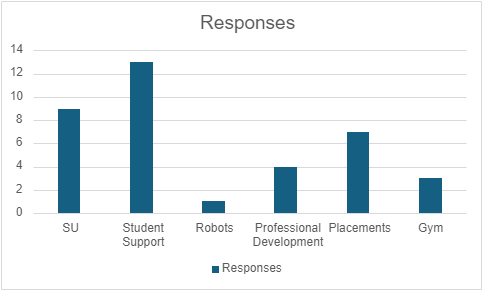 Responses
14
12
10
8
6
4
2
0
SU
Student
Support
Robots
Professional
Development
Placements
Gym
Responses